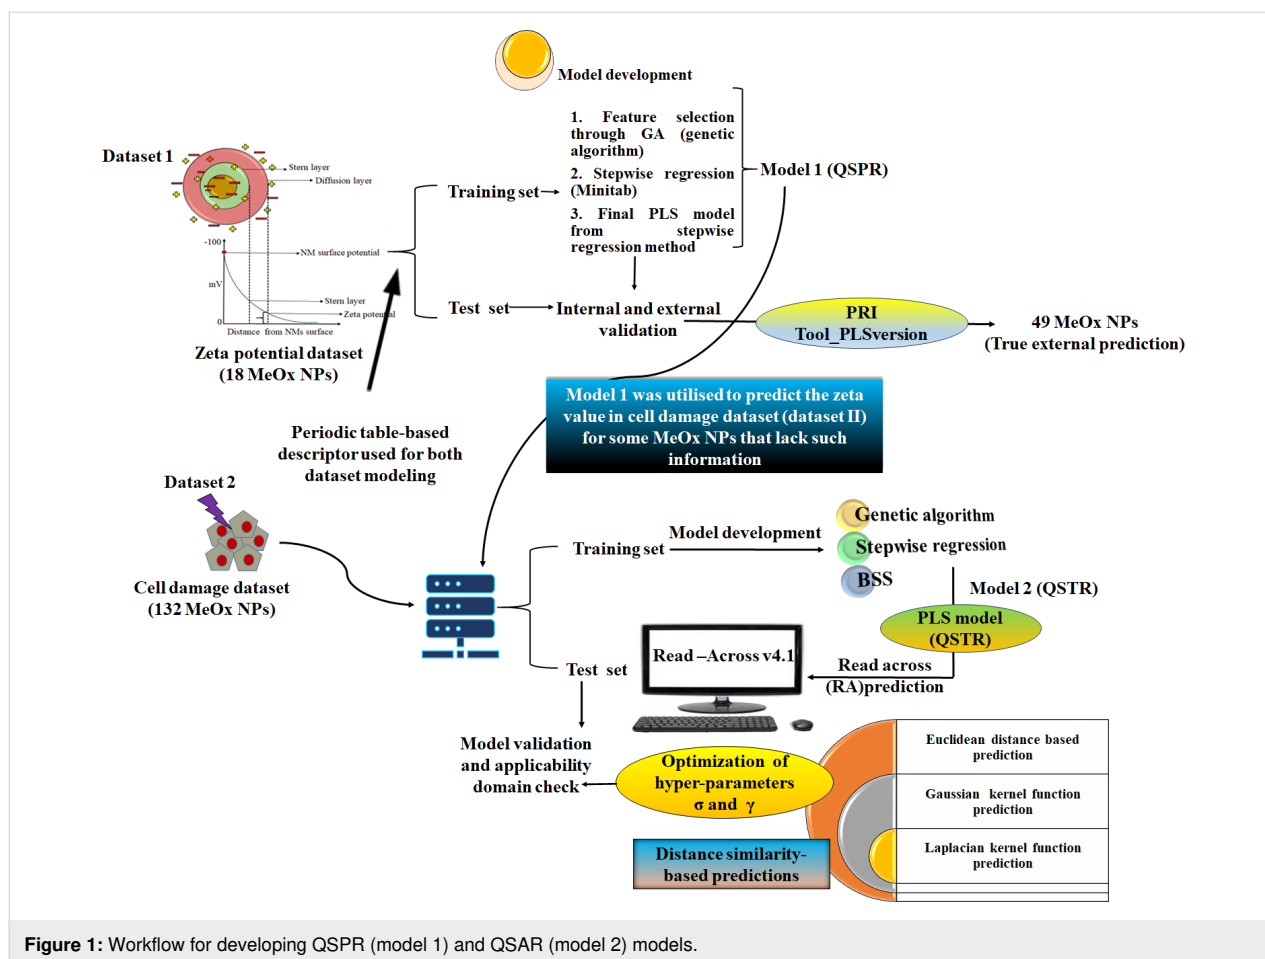 Model development
1. Feature selection
through GA (genetic
algorithm)
2. Stepwise regression
(Minitab)
3. Final PLS model
from stepwise
regression method
Model 1 (QSPR)
Dataset 1
Stern layer
Diffusion layer
-100
NM surface potential
mV
Stern layer
Zeta potential
0
Distance from NMs surface
Zeta potential dataset
(18 MeOx NPs)
Training set
Test set
Internal and external
validation
PRI
Tool_PLSversion
49 MeOx NPs
(True external prediction)
Model 1 was utilised to predict the zeta
value in cell damage dataset (dataset II)
for some MeOx NPs that lack such
information
Periodic table-based
descriptor used for both
dataset modeling
Dataset 2
Cell damage dataset
(132 MeOx NPs)
Training set
Model development
Genetic algorithm
Stepwise regression
BSS
Model 2 (QSTR)
PLS model
(QSTR)
Read across
(RA)prediction
Read –Across v4.1
Test set
Model validation
and applicability
domain check
Optimization of
hyper-parameters
σ and γ
Distance similarity-
based predictions
Euclidean distance based
prediction
Gaussian kernel function
prediction
Laplacian kernel function
prediction
Figure 1: Workflow for developing QSPR (model 1) and QSAR (model 2) models.